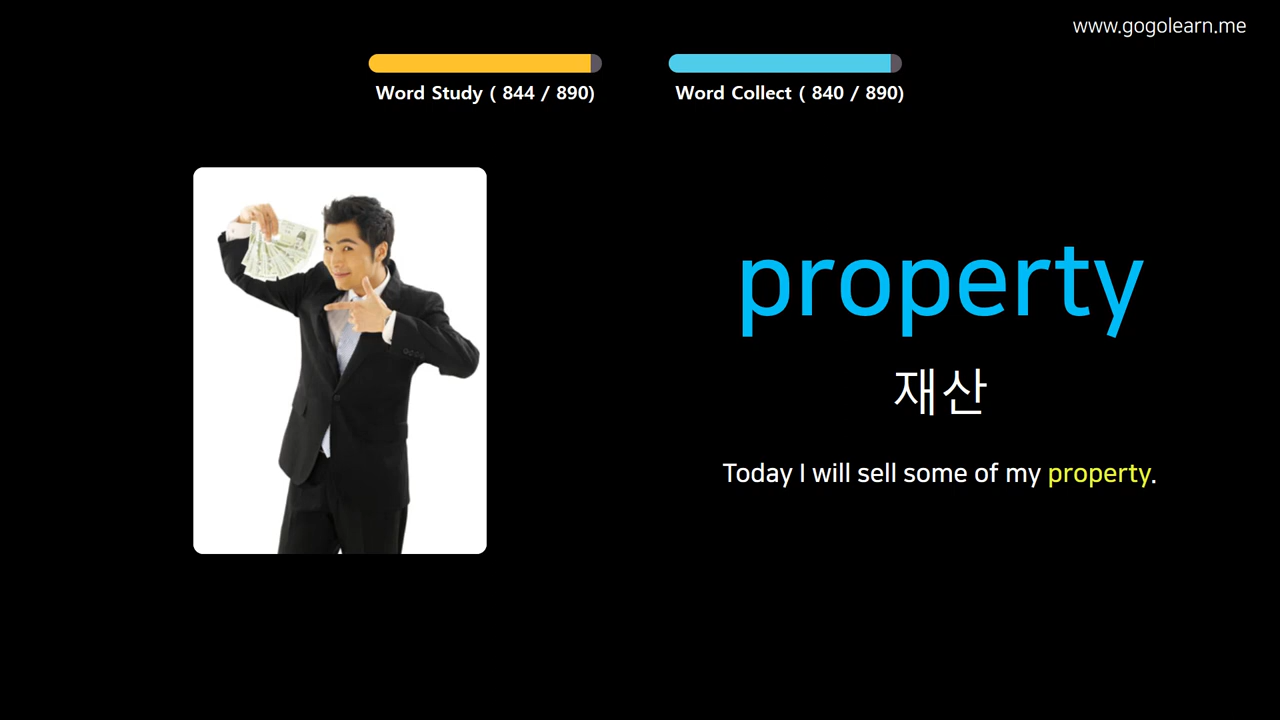 www.gogolearn.me
Word Study ( 844 / 890)
Word Collect ( 840 / 890)
property
재산
Today I will sell some of my property.